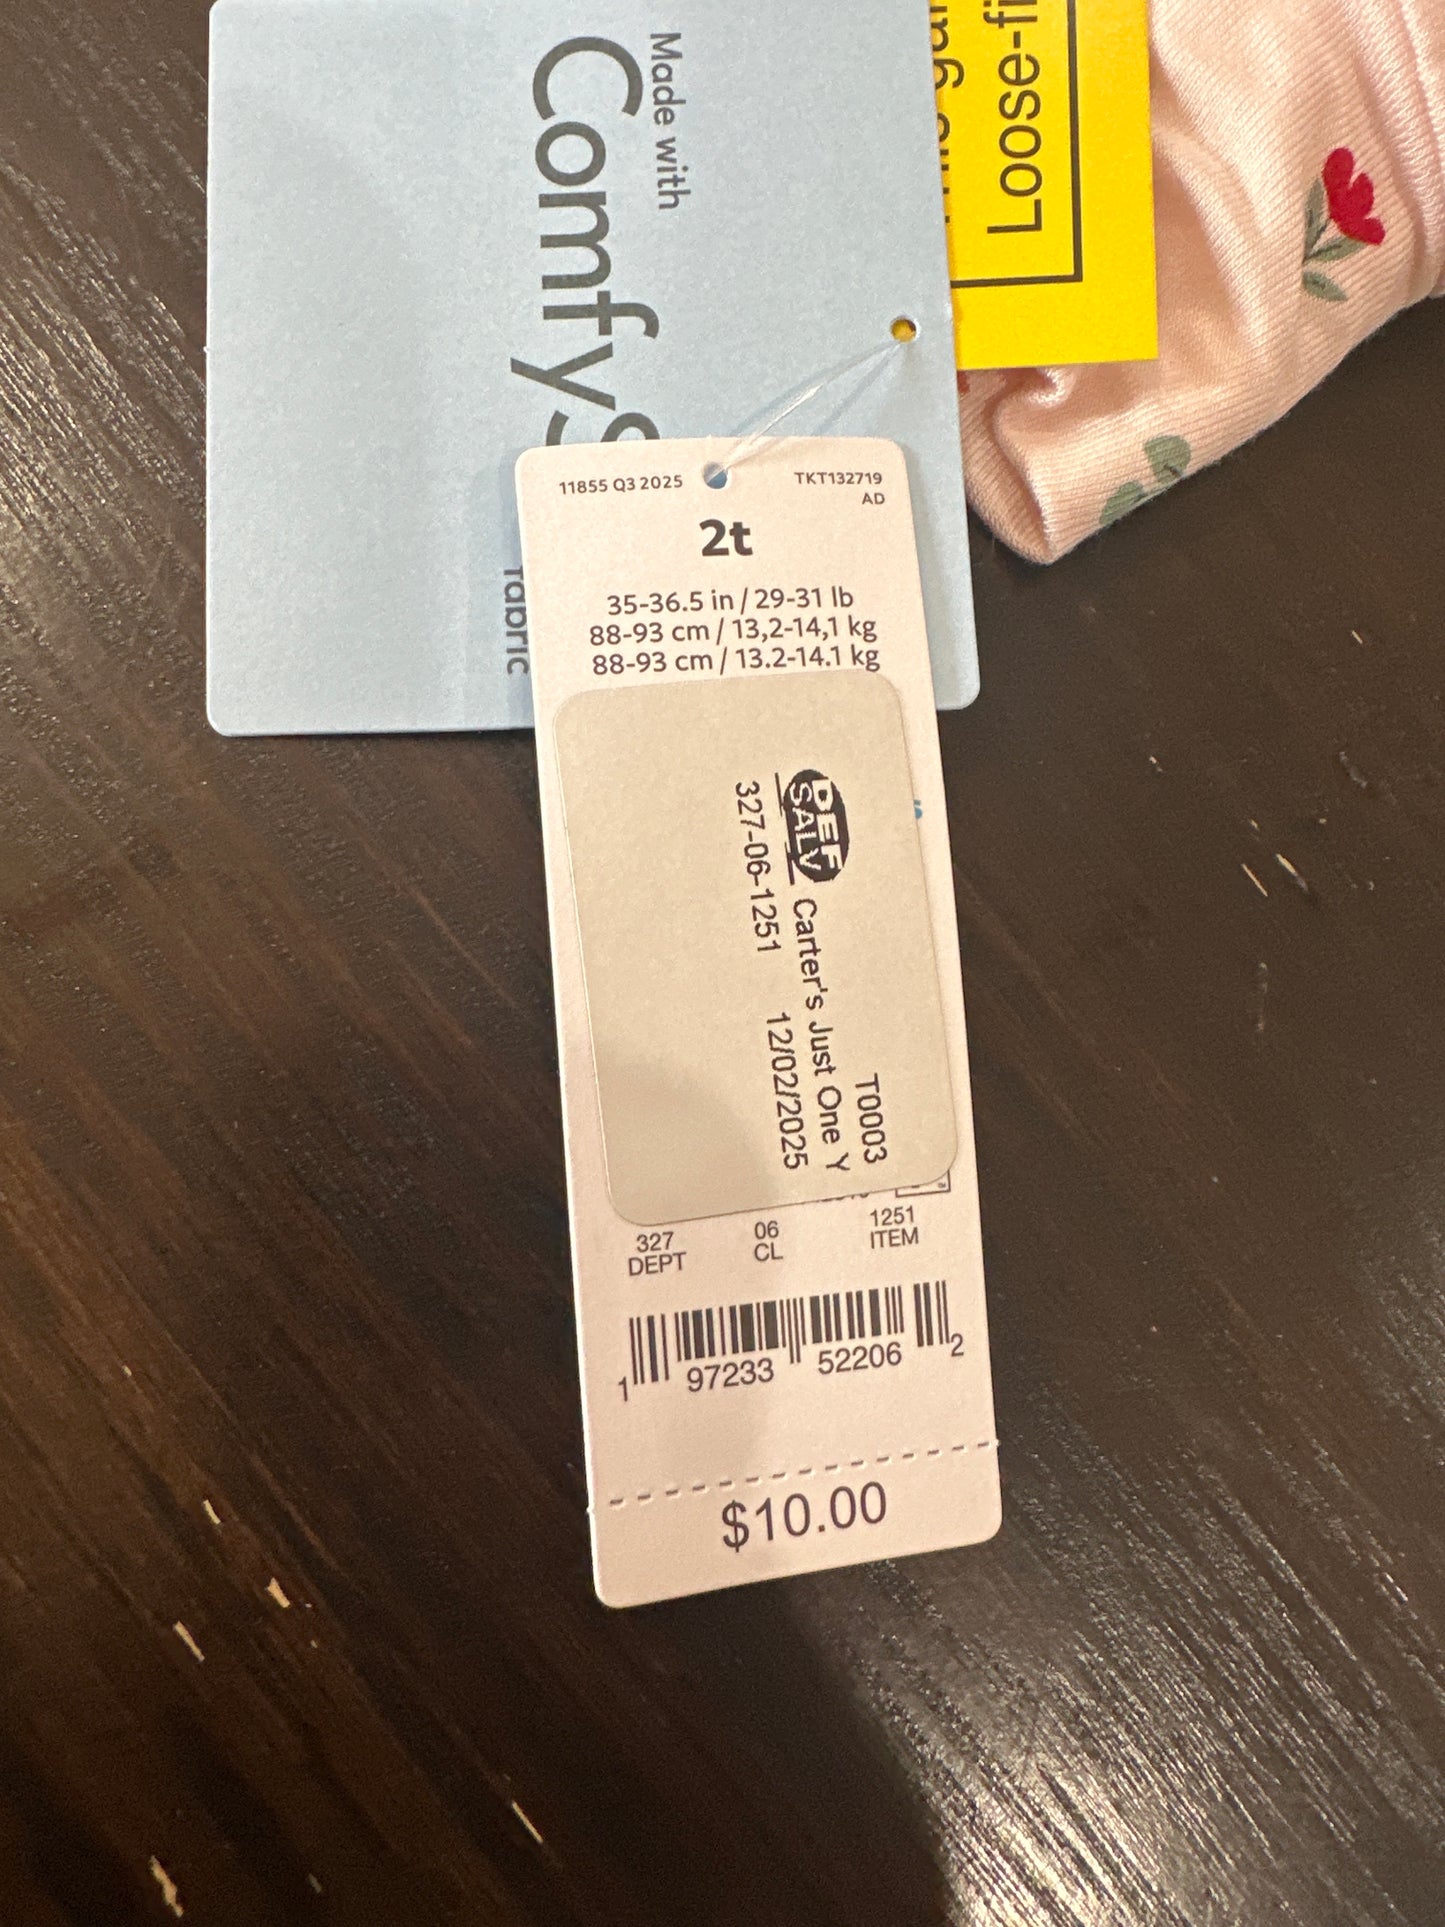 Made with
ComfyS
fabric
Loose-fi
11855 Q3 2025
TKT132719
AD
2t
35-36.5 in / 29-31 lb
88-93 cm / 13,2-14,1 kg
88-93 cm / 13.2-14.1 kg
T0003
DEF
SALV
Carter's Just One Y
327-06-1251 12/02/2025
327 06 1251
DEPT CL ITEM
1 97233 52206 2
$10.00